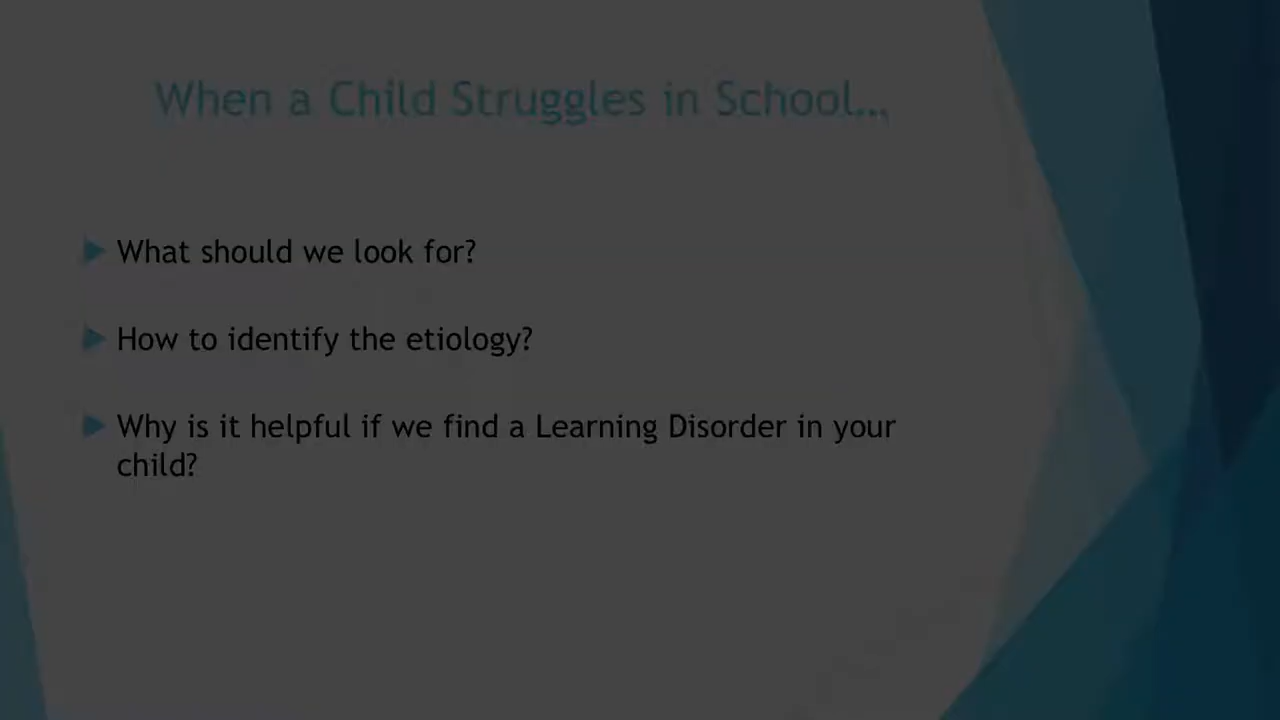 When a Child Struggles in School...
What should we look for?
How to identify the etiology?
Why is it helpful if we find a Learning Disorder in your
child?